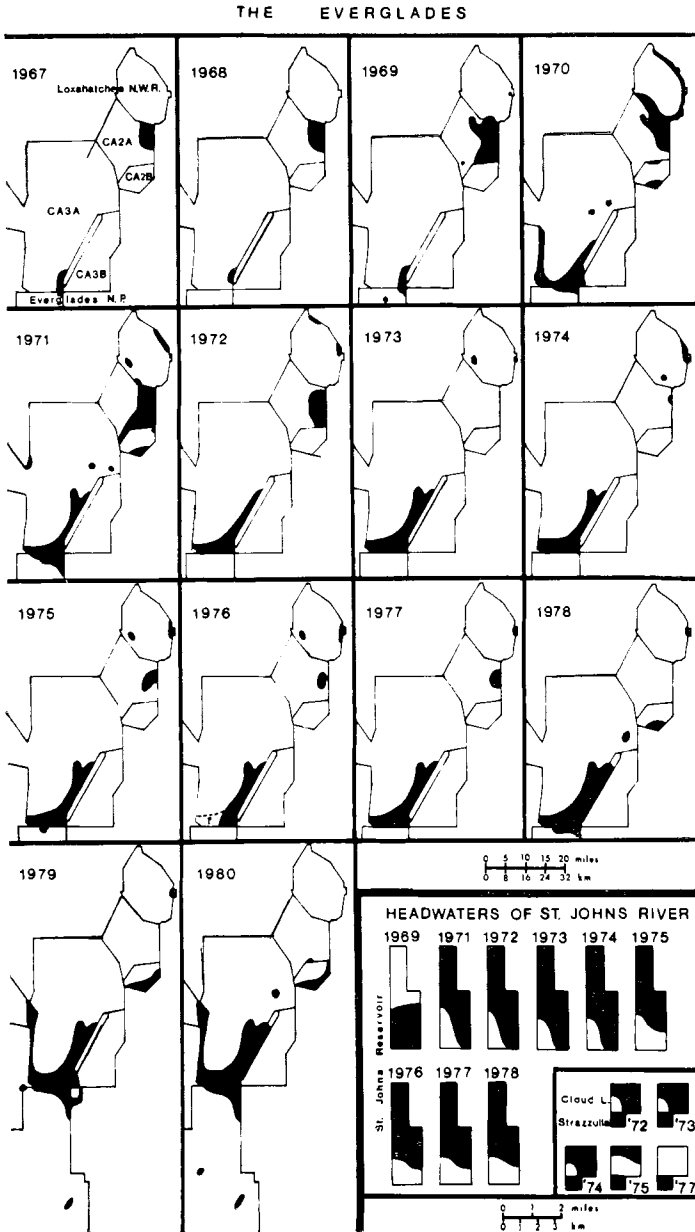 THE EVERGLADES
1967
Loxahatchee N.W.R.
CA2A
CA2B
CA3A
CA3B
Everglades N.P.
1968
1969
1970
1971
1972
1973
1974
1975
1976
?
1977
1978
0 5 10 15 20 miles
0 8 16 24 32 km
1979
1980
HEADWATERS OF ST. JOHNS RIVER
1969 1971 1972 1973 1974 1975
St. Johns Reservoir
1976 1977 1978
Cloud L.
Strazzulla
'72 '73
'74 '75 '77
0 1 2 miles
0 1 2 3 km